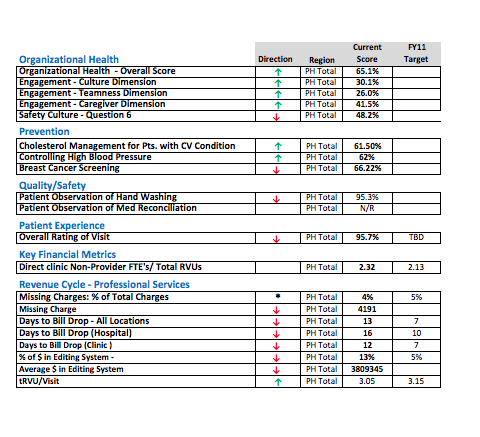 Current FY11
Organizational Health Direction Region Score Target
Organizational Health - Overall Score ↑ PH Total 65.1%
Engagement - Culture Dimension ↑ PH Total 30.1%
Engagement - Teamness Dimension ↑ PH Total 26.0%
Engagement - Caregiver Dimension ↑ PH Total 41.5%
Safety Culture - Question 6 ↓ PH Total 48.2%
Prevention
Cholesterol Management for Pts. with CV Condition ↑ PH Total 61.50%
Controlling High Blood Pressure ↑ PH Total 62%
Breast Cancer Screening ↓ PH Total 66.22%
Quality/Safety
Patient Observation of Hand Washing ↓ PH Total 95.3%
Patient Observation of Med Reconciliation PH Total N/R
Patient Experience
Overall Rating of Visit ↓ PH Total 95.7% TBD
Key Financial Metrics
Direct clinic Non-Provider FTE's/ Total RVUs PH Total 2.32 2.13
Revenue Cycle - Professional Services
Missing Charges: % of Total Charges * PH Total 4% 5%
Missing Charge ↓ PH Total 4191
Days to Bill Drop - All Locations ↓ PH Total 13 7
Days to Bill Drop (Hospital) ↓ PH Total 16 10
Days to Bill Drop (Clinic ) ↓ PH Total 12 7
% of $ in Editing System - ↓ PH Total 13% 5%
Average $ in Editing System ↓ PH Total 3809345
tRVU/Visit ↑ PH Total 3.05 3.15